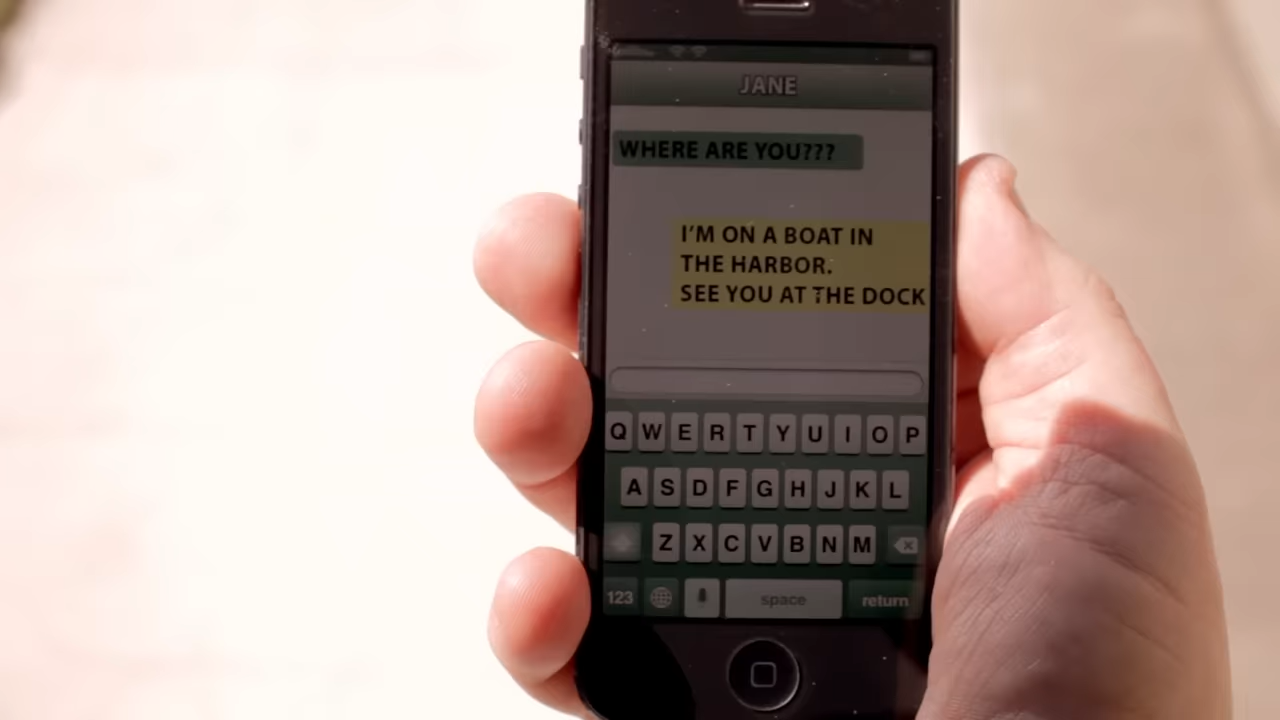 JANE
WHERE ARE YOU???
I'M ON A BOAT IN
THE HARBOR.
SEE YOU AT THE DOCK
Q W E R T Y U I O P
A S D F G H J K L
Z X C V B N M
123 space return